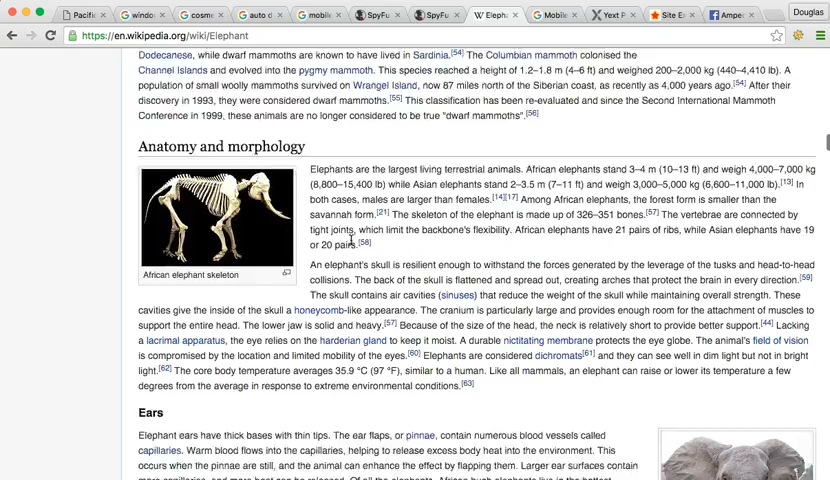 Pacific
windo
cosme
auto d
mobile
SpyFu
SpyFu
Eleph
Mobile
Yext P
Site Ex
Ampe
Douglas
https://en.wikipedia.org/wiki/Elephant
Dodecanese, while dwarf mammoths are known to have lived in Sardinia.[54] The Columbian mammoth colonised the
Channel Islands and evolved into the pygmy mammoth. This species reached a height of 1.2–1.8 m (4–6 ft) and weighed 200–2,000 kg (440–4,410 lb). A
population of small woolly mammoths survived on Wrangel Island, now 87 miles north of the Siberian coast, as recently as 4,000 years ago.[54] After their
discovery in 1993, they were considered dwarf mammoths.[55] This classification has been re-evaluated and since the Second International Mammoth
Conference in 1999, these animals are no longer considered to be true "dwarf mammoths".[56]
Anatomy and morphology
Elephants are the largest living terrestrial animals. African elephants stand 3–4 m (10–13 ft) and weigh 4,000–7,000 kg
(8,800–15,400 lb) while Asian elephants stand 2–3.5 m (7–11 ft) and weigh 3,000–5,000 kg (6,600–11,000 lb).[13] In
both cases, males are larger than females.[14][17] Among African elephants, the forest form is smaller than the
savannah form.[21] The skeleton of the elephant is made up of 326–351 bones.[57] The vertebrae are connected by
tight joints, which limit the backbone's flexibility. African elephants have 21 pairs of ribs, while Asian elephants have 19
or 20 pairs.[58]
African elephant skeleton
An elephant's skull is resilient enough to withstand the forces generated by the leverage of the tusks and head-to-head
collisions. The back of the skull is flattened and spread out, creating arches that protect the brain in every direction.[59]
The skull contains air cavities (sinuses) that reduce the weight of the skull while maintaining overall strength. These
cavities give the inside of the skull a honeycomb-like appearance. The cranium is particularly large and provides enough room for the attachment of muscles to
support the entire head. The lower jaw is solid and heavy.[57] Because of the size of the head, the neck is relatively short to provide better support.[44] Lacking
a lacrimal apparatus, the eye relies on the harderian gland to keep it moist. A durable nictitating membrane protects the eye globe. The animal's field of vision
is compromised by the location and limited mobility of the eyes.[60] Elephants are considered dichromats[61] and they can see well in dim light but not in bright
light.[62] The core body temperature averages 35.9 °C (97 °F), similar to a human. Like all mammals, an elephant can raise or lower its temperature a few
degrees from the average in response to extreme environmental conditions.[63]
Ears
Elephant ears have thick bases with thin tips. The ear flaps, or pinnae, contain numerous blood vessels called
capillaries. Warm blood flows into the capillaries, helping to release excess body heat into the environment. This
occurs when the pinnae are still, and the animal can enhance the effect by flapping them. Larger ear surfaces contain